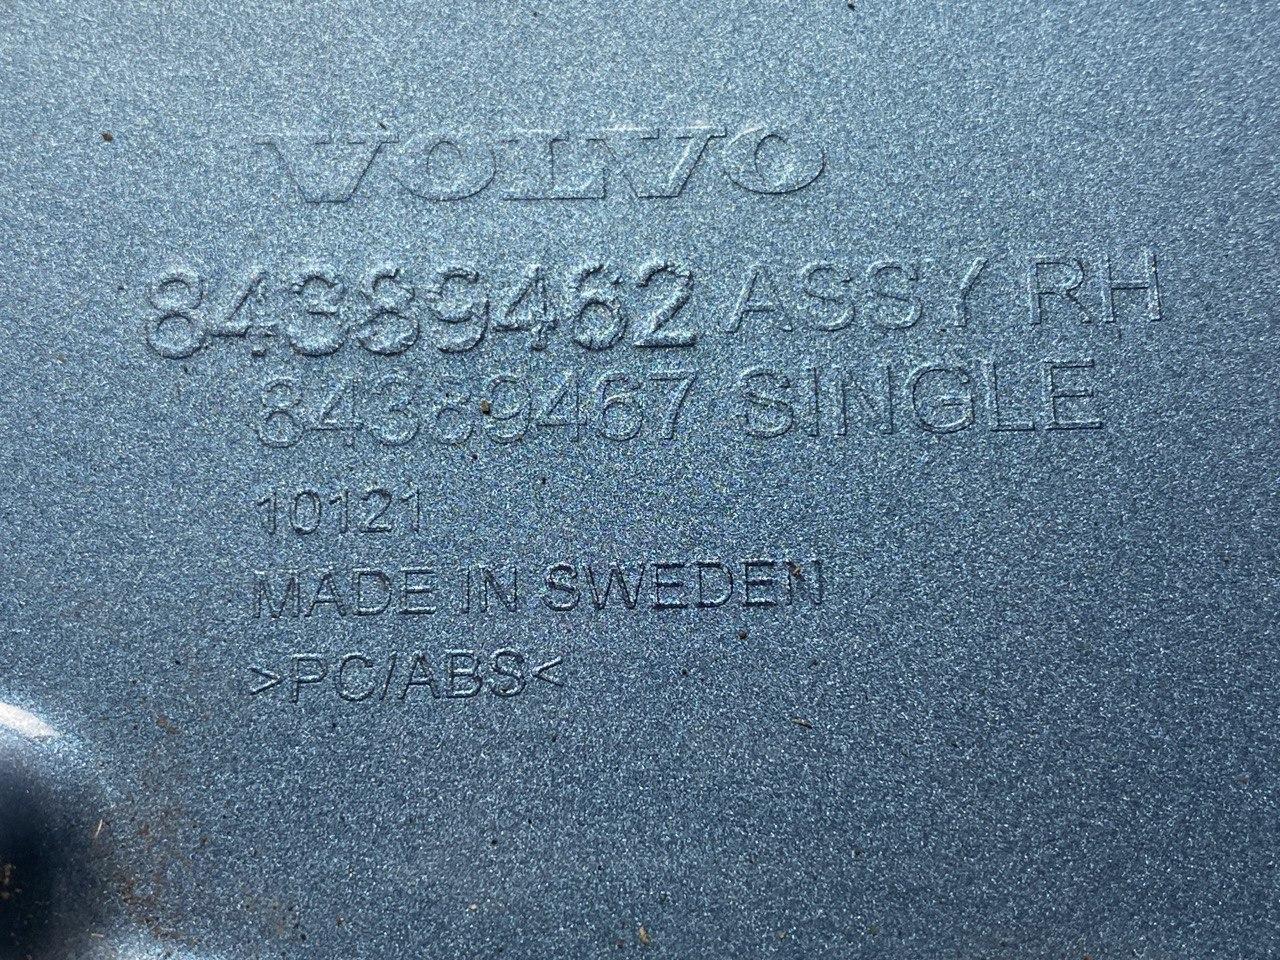 VOLVO
84389462 ASSY RH
84389467 SINGLE
10121
MADE IN SWEDEN
>PC/ABS<